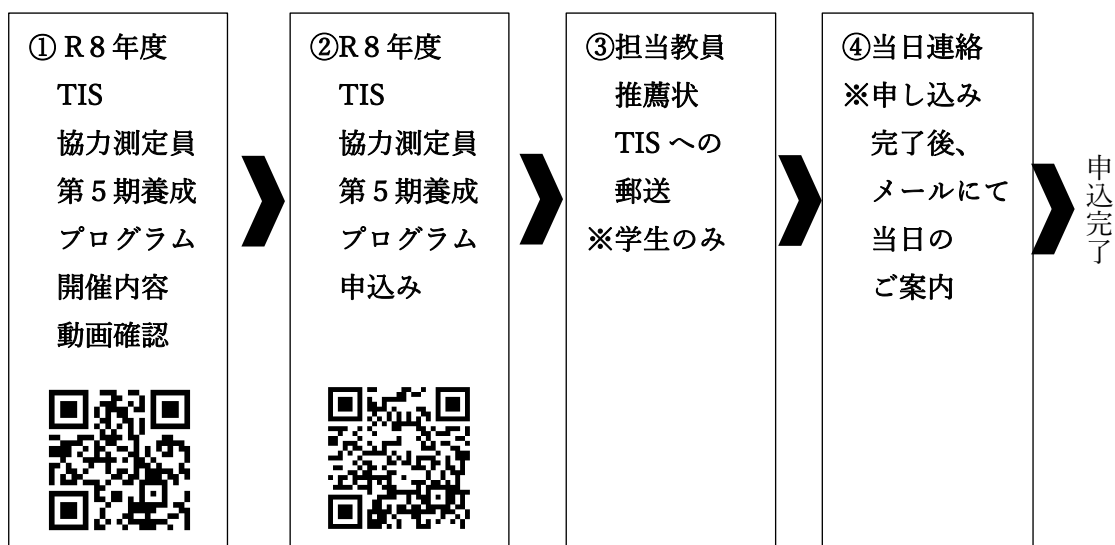 ① R８年度
TIS
協力測定員
第５期養成
プログラム
開催内容
動画確認
②R８年度
TIS
協力測定員
第５期養成
プログラム
申込み
③担当教員
推薦状
TIS への
郵送
※学生のみ
④当日連絡
※申し込み
完了後、
メールにて
当日の
ご案内
申込完了